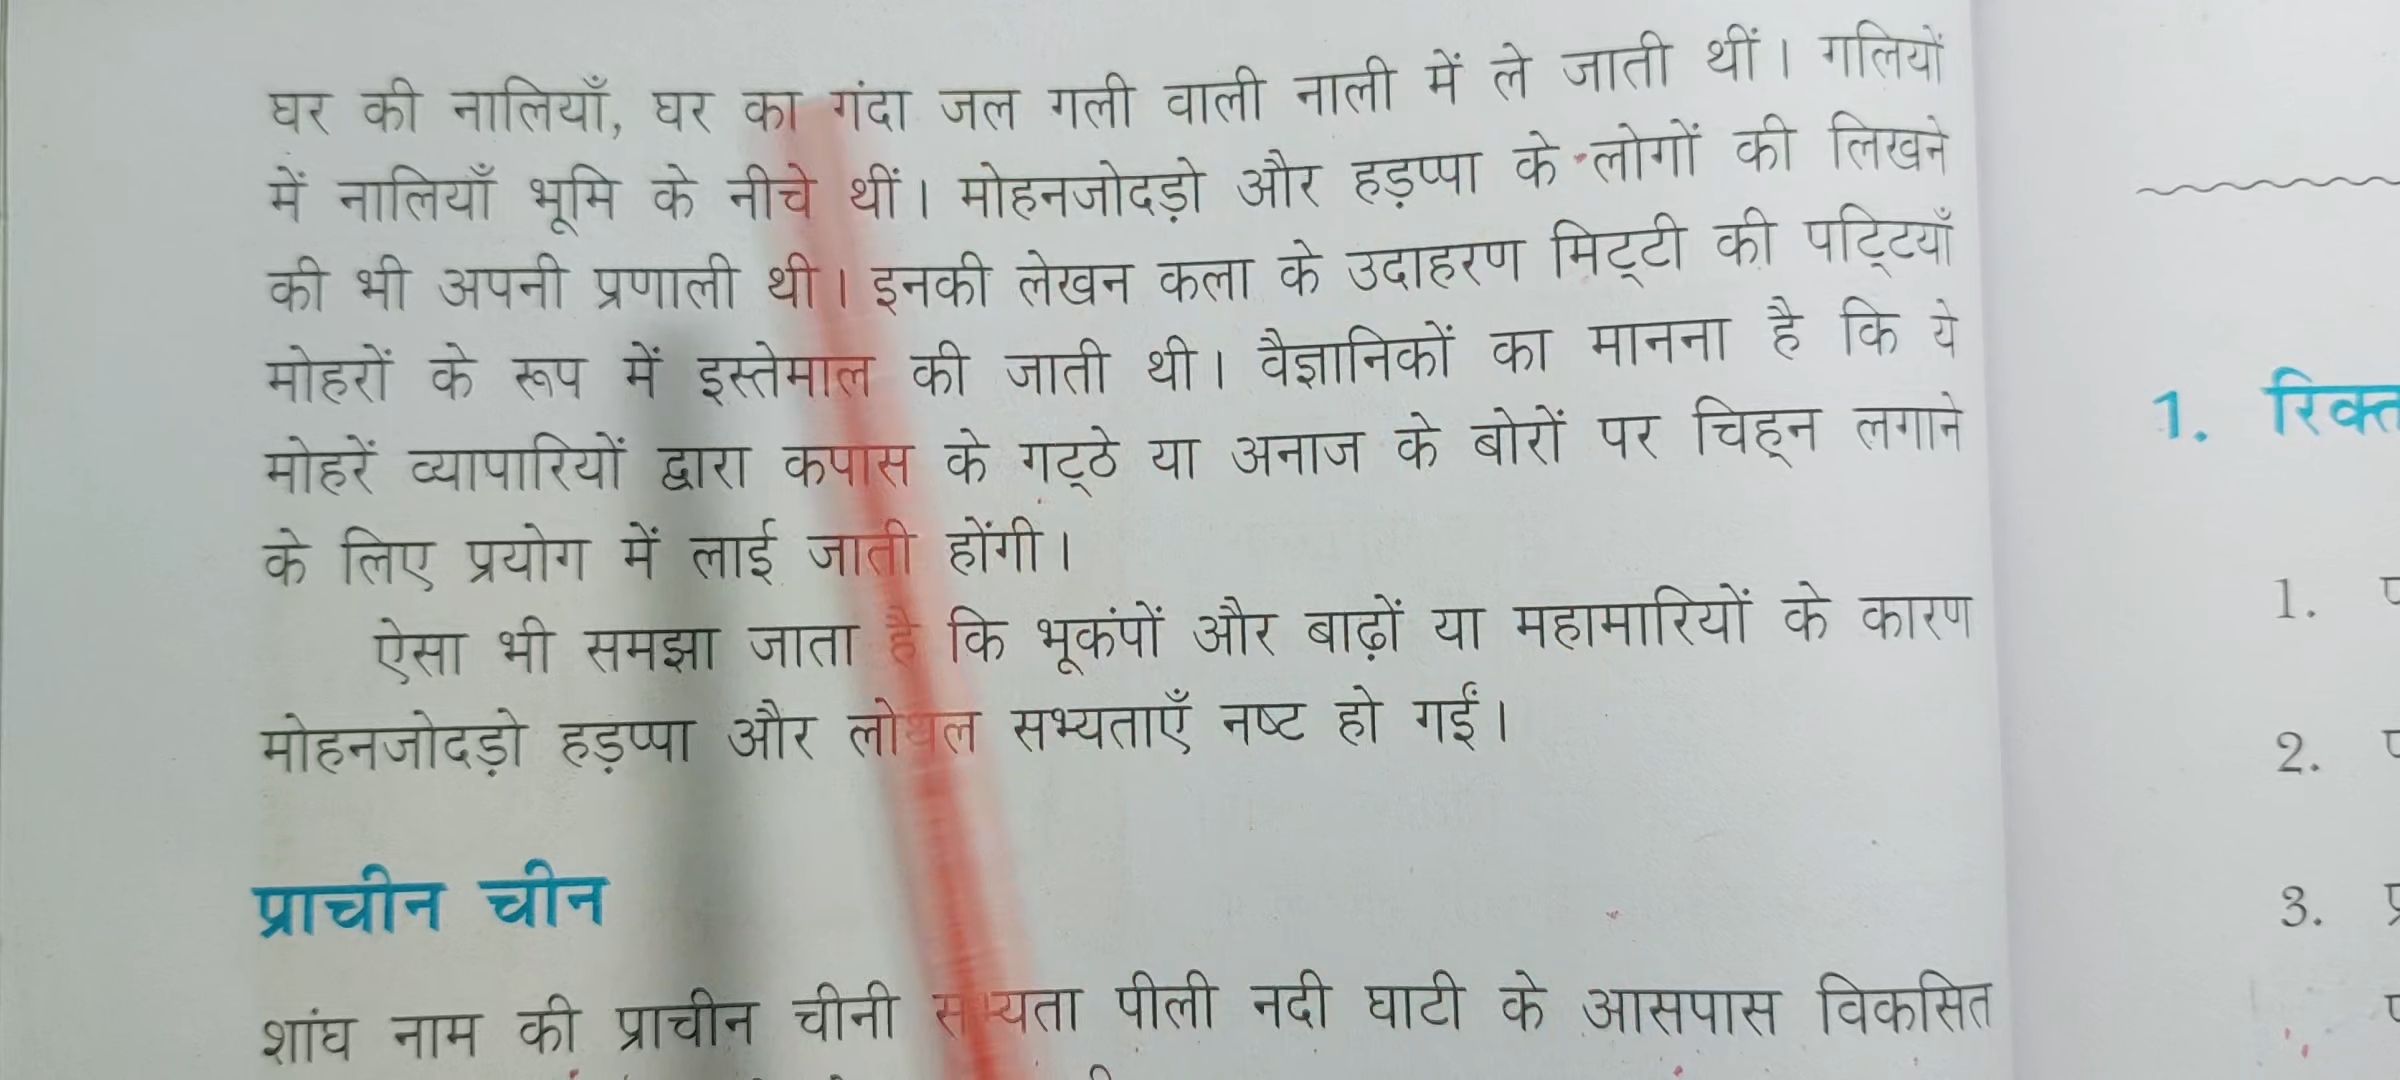 घर की नालियाँ, घर का गंदा जल गली वाली नाली में ले जाती थीं। गलियों
में नालियाँ भूमि के नीचे थीं। मोहनजोदड़ो और हड़प्पा के लोगों की लिखने
की भी अपनी प्रणाली थी। इनकी लेखन कला के उदाहरण मिट्टी की पट्टियाँ
मोहरों के रूप में इस्तेमाल की जाती थी। वैज्ञानिकों का मानना है कि ये
मोहरें व्यापारियों द्वारा कपास के गट्ठे या अनाज के बोरों पर चिह्न लगाने
के लिए प्रयोग में लाई जाती होंगी।
ऐसा भी समझा जाता है कि भूकंपों और बाढ़ों या महामारियों के कारण
मोहनजोदड़ो हड़प्पा और लोथल सभ्यताएँ नष्ट हो गईं।
प्राचीन चीन
शांघ नाम की प्राचीन चीनी सभ्यता पीली नदी घाटी के आसपास विकसित
1. रिक्त
1.
2.
3.